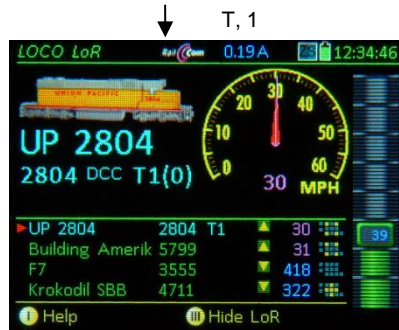 T, 1
LOCO LoR RailCom 0.19A ZS 12:34:46
UNION PACIFIC
0 10 20 30 40 50 60
UP 2804
2804 DCC T1(0)
30 MPH
UP 2804 2804 T1 30
39
Building Amerik 5799 31
F7 3555 418
Krokodil SBB 4711 322
I Help III Hide LoR